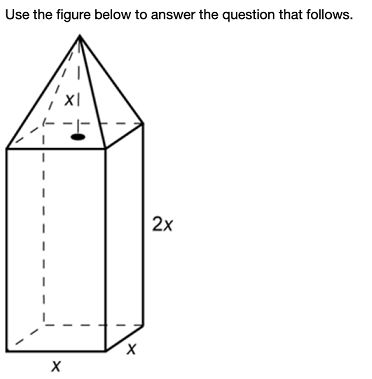 Use the figure below to answer the question that follows.
x
2x
x
x